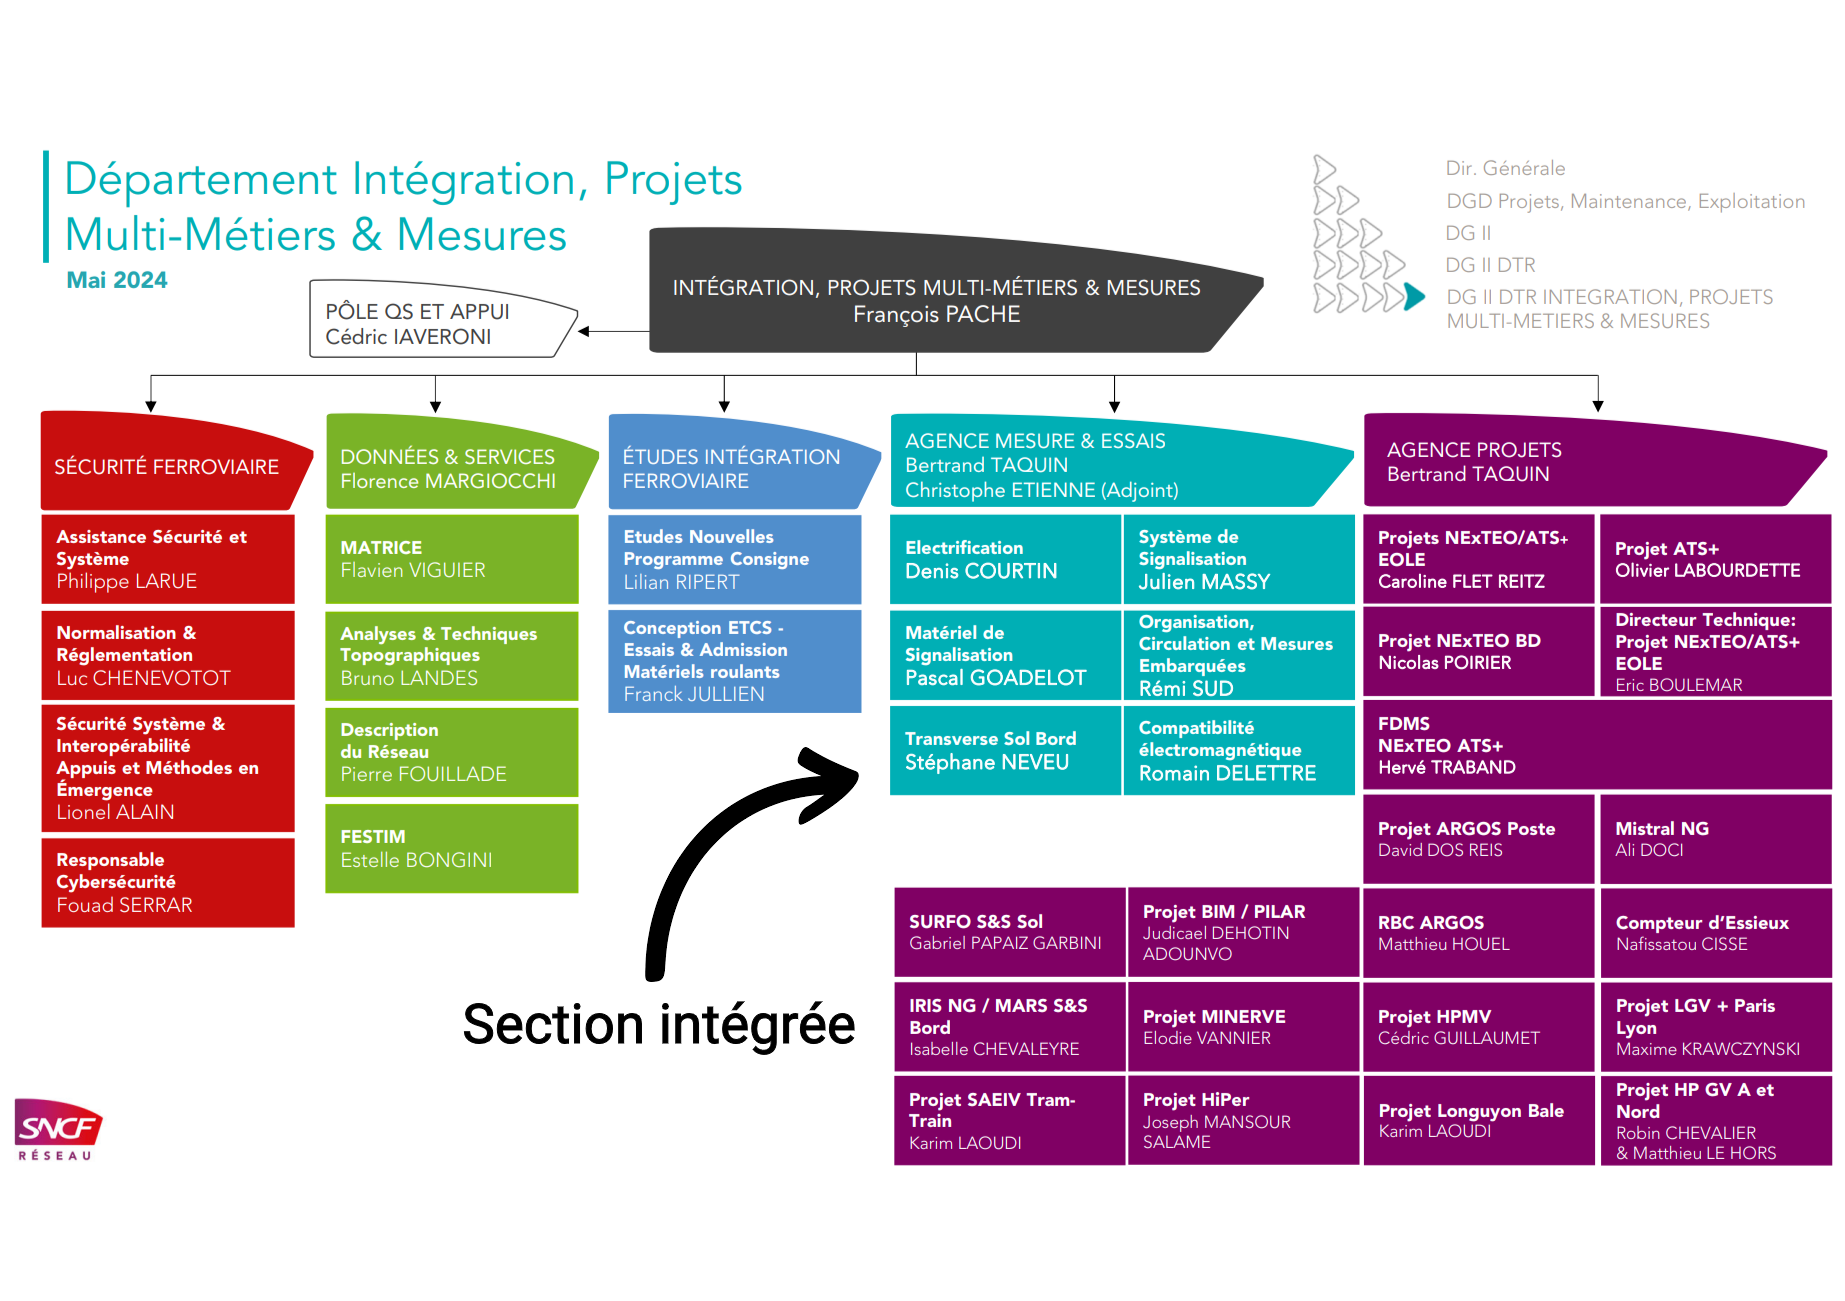 Département Intégration, Projets
Multi-Métiers & Mesures
Mai 2024
Dir. Générale
DGD Projets, Maintenance, Exploitation
DG II
DG II DTR
DG II DTR INTEGRATION, PROJETS
MULTI-METIERS & MESURES
INTÉGRATION, PROJETS MULTI-MÉTIERS & MESURES
François PACHE
PÔLE QS ET APPUI
Cédric IAVERONI
SÉCURITÉ FERROVIAIRE
Assistance Sécurité et
Système
Philippe LARUE
Normalisation &
Réglementation
Luc CHENEVOTOT
Sécurité Système &
Interopérabilité
Appuis et Méthodes en
Émergence
Lionel ALAIN
Responsable
Cybersécurité
Fouad SERRAR
DONNÉES & SERVICES
Florence MARGIOCCHI
MATRICE
Flavien VIGUIER
Analyses & Techniques
Topographiques
Bruno LANDES
Description
du Réseau
Pierre FOUILLADE
FESTIM
Estelle BONGINI
ÉTUDES INTÉGRATION
FERROVIAIRE
Etudes Nouvelles
Programme Consigne
Lilian RIPERT
Conception ETCS -
Essais & Admission
Matériels roulants
Franck JULLIEN
AGENCE MESURE & ESSAIS
Bertrand TAQUIN
Christophe ETIENNE (Adjoint)
Electrification
Denis COURTIN
Système de
Signalisation
Julien MASSY
Matériel de
Signalisation
Pascal GOADELOT
Organisation,
Circulation et Mesures
Embarquées
Rémi SUD
Transverse Sol Bord
Stéphane NEVEU
Compatibilité
électromagnétique
Romain DELETTRE
Section intégrée
AGENCE PROJETS
Bertrand TAQUIN
Projets NExTEO/ATS+
EOLE
Caroline FLET REITZ
Projet ATS+
Olivier LABOURDETTE
Projet NExTEO BD
Nicolas POIRIER
Directeur Technique:
Projet NExTEO/ATS+
EOLE
Eric BOULEMAR
FDMS
NExTEO ATS+
Hervé TRABAND
Projet ARGOS Poste
David DOS REIS
Mistral NG
Ali DOCI
SURFO S&S Sol
Gabriel PAPAIZ GARBINI
Projet BIM / PILAR
Judicael DEHOTIN
ADOUNVO
RBC ARGOS
Matthieu HOUEL
Compteur d’Essieux
Nafissatou CISSE
IRIS NG / MARS S&S
Bord
Isabelle CHEVALEYRE
Projet MINERVE
Elodie VANNIER
Projet HPMV
Cédric GUILLAUMET
Projet LGV + Paris
Lyon
Maxime KRAWCZYNSKI
Projet SAEIV Tram-
Train
Karim LAOUDI
Projet HiPer
Joseph MANSOUR
SALAME
Projet Longuyon Bale
Karim LAOUDI
Projet HP GV A et
Nord
Robin CHEVALIER
& Matthieu LE HORS
SNCF
RÉSEAU